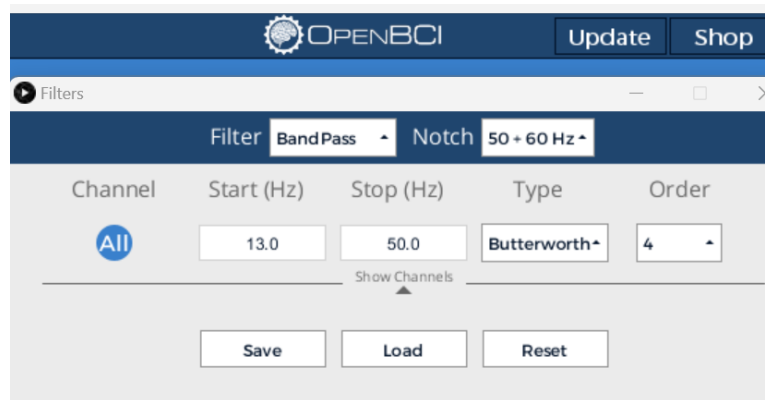 OPENBCI Update Shop
Filters
Filter BandPass Notch 50 + 60 Hz
Channel Start (Hz) Stop (Hz) Type Order
All 13.0 50.0 Butterworth 4
Show Channels
Save Load Reset